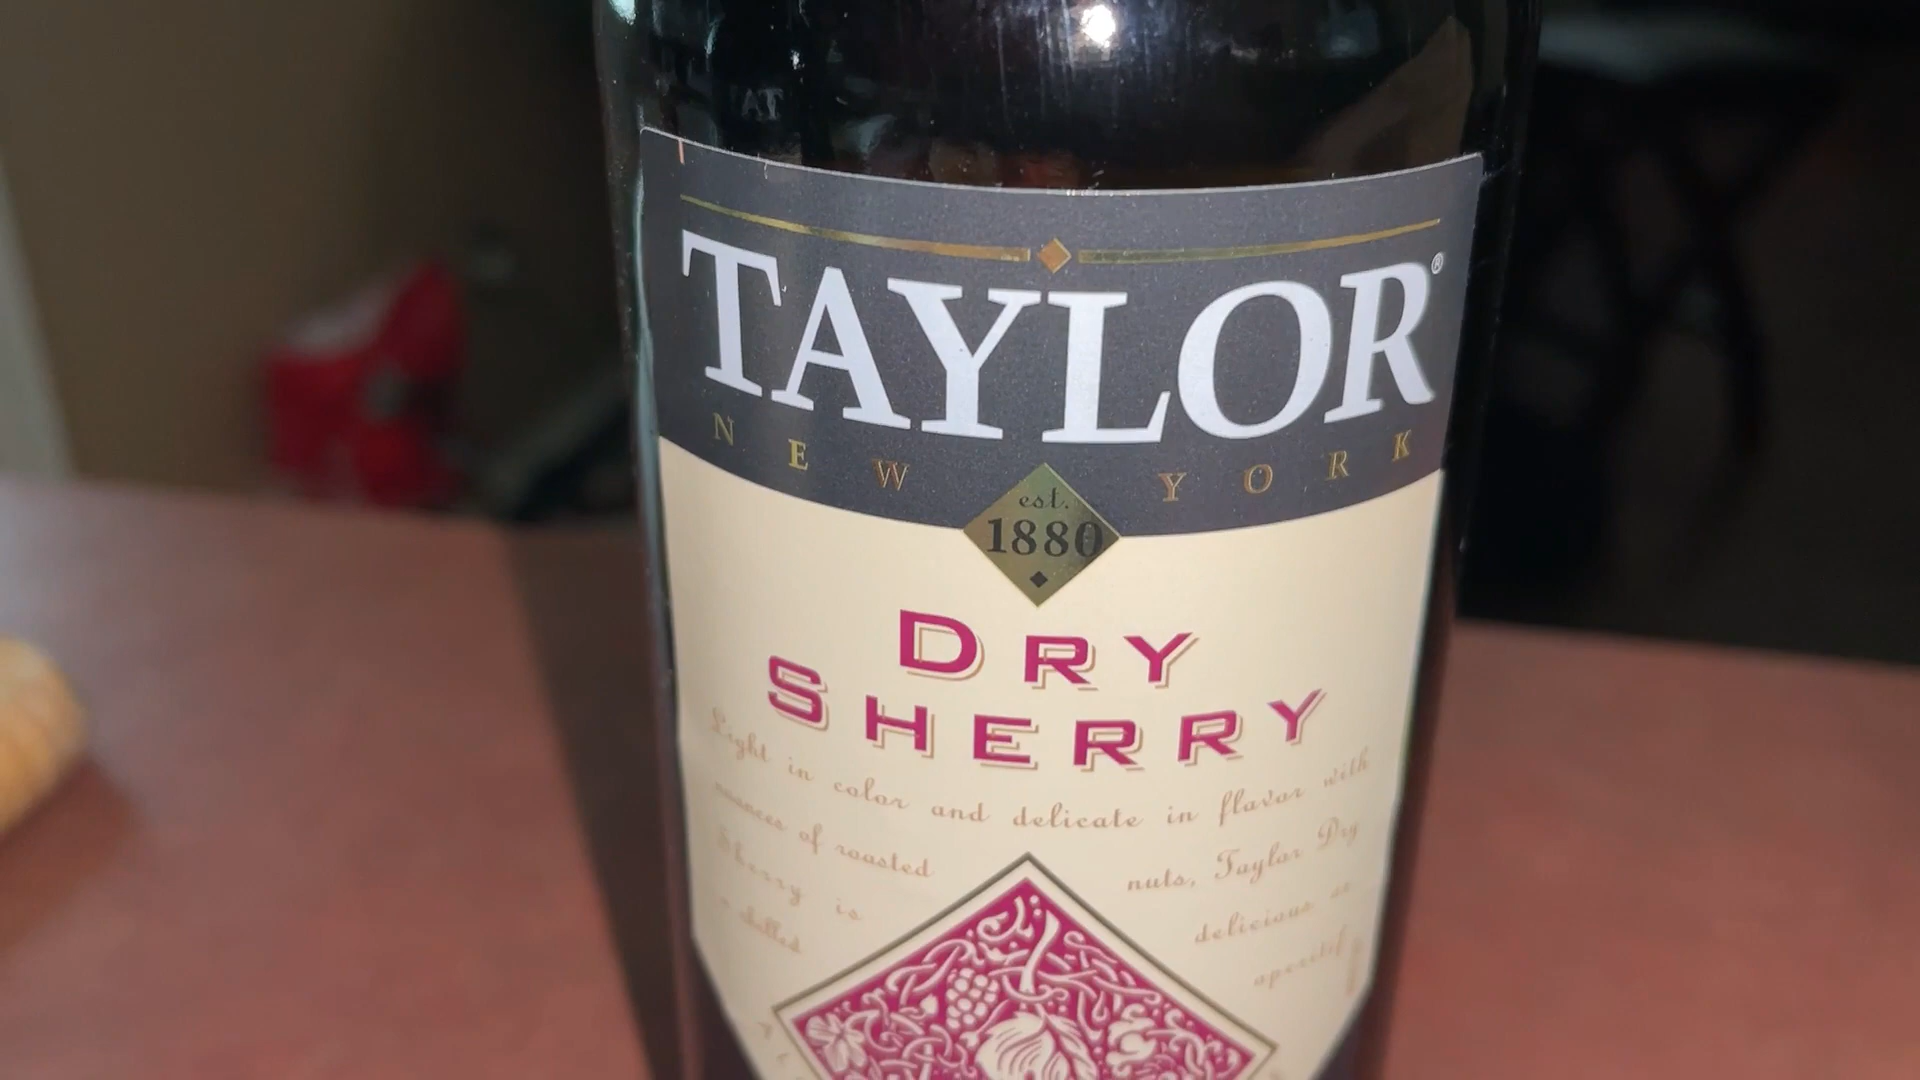 TAYLOR®
NEW YORK
est.
1880
DRY
SHERRY
Light in color and delicate in flavor with
nuances of roasted nuts, Taylor Dry
Sherry is delicious as
a chilled aperitif